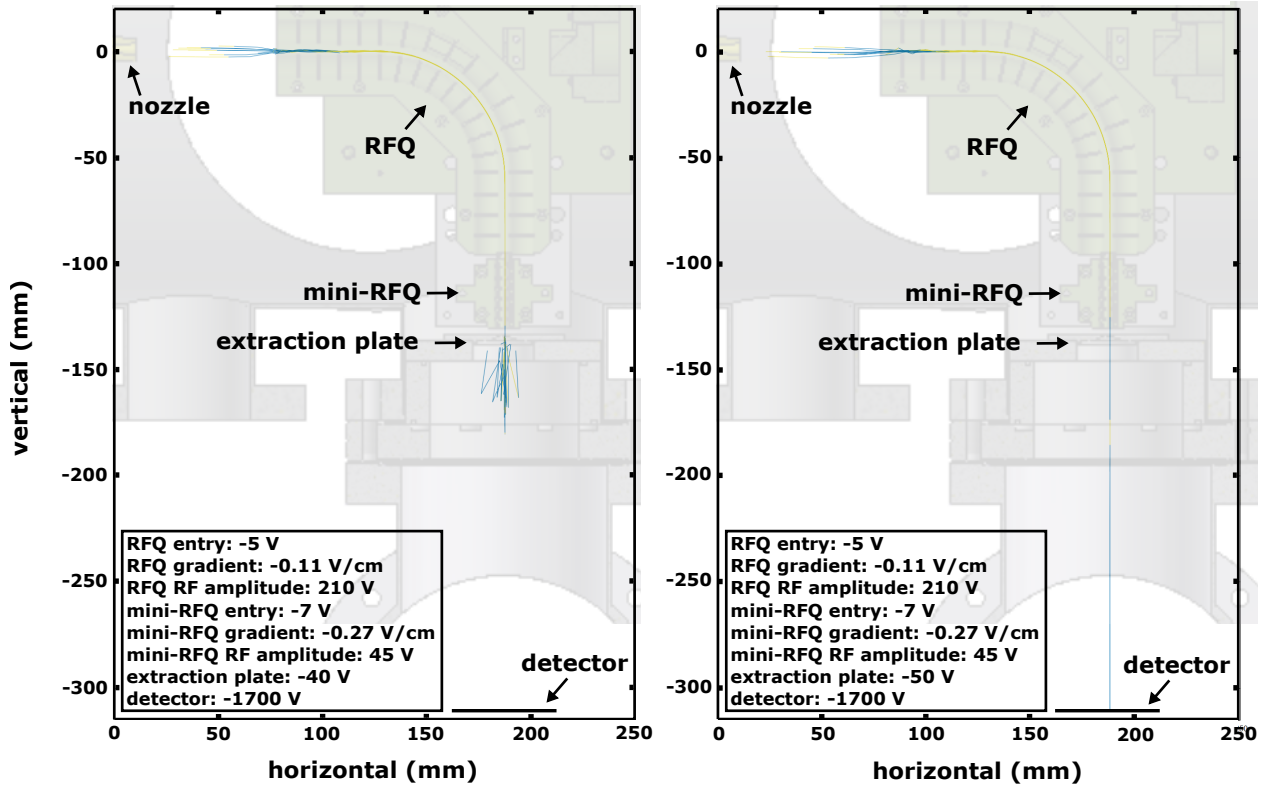 0
-50
-100
-150
-200
-250
-300
vertical (mm)
nozzle
RFQ
mini-RFQ
extraction plate
RFQ entry: -5 V
RFQ gradient: -0.11 V/cm
RFQ RF amplitude: 210 V
mini-RFQ entry: -7 V
mini-RFQ gradient: -0.27 V/cm
mini-RFQ RF amplitude: 45 V
extraction plate: -40 V
detector: -1700 V
detector
0 50 100 150 200 250
horizontal (mm)
0
-50
-100
-150
-200
-250
-300
nozzle
RFQ
mini-RFQ
extraction plate
RFQ entry: -5 V
RFQ gradient: -0.11 V/cm
RFQ RF amplitude: 210 V
mini-RFQ entry: -7 V
mini-RFQ gradient: -0.27 V/cm
mini-RFQ RF amplitude: 45 V
extraction plate: -50 V
detector: -1700 V
detector
0 50 100 150 200 250
horizontal (mm)